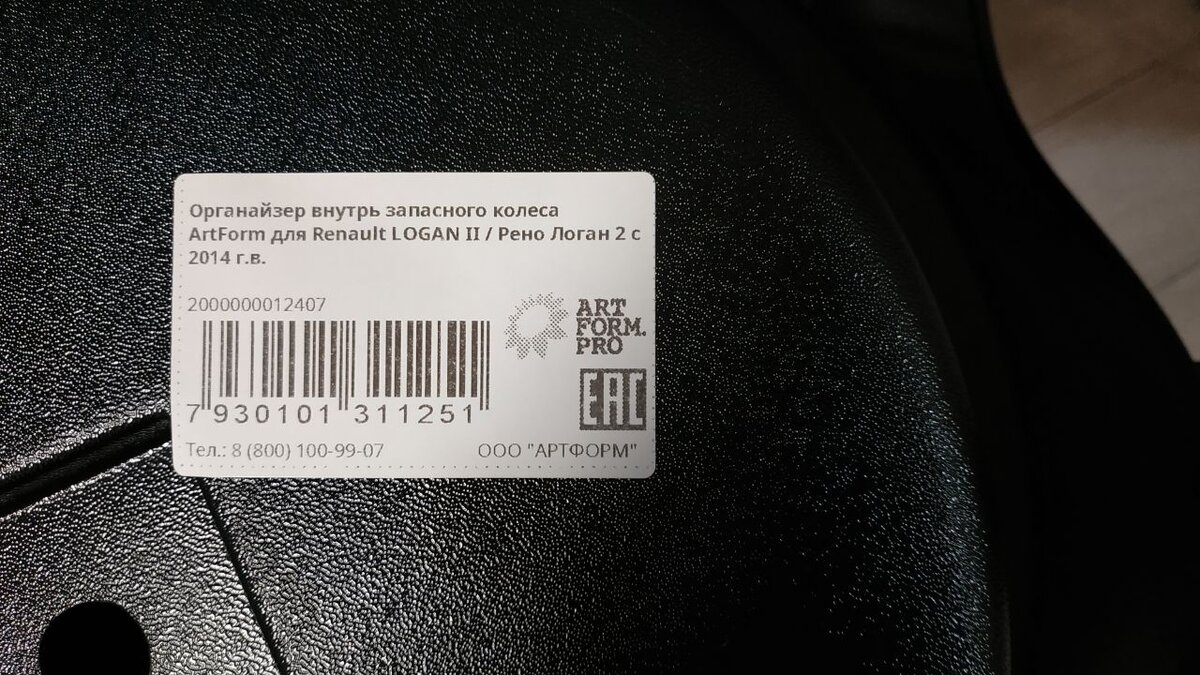 Органайзер внутрь запасного колеса
ArtForm для Renault LOGAN II / Рено Логан 2 с
2014 г.в.
2000000012407
ART
FORM.
PRO
EAC
7 930101 311251
Тел.: 8 (800) 100-99-07
ООО "АРТФОРМ"